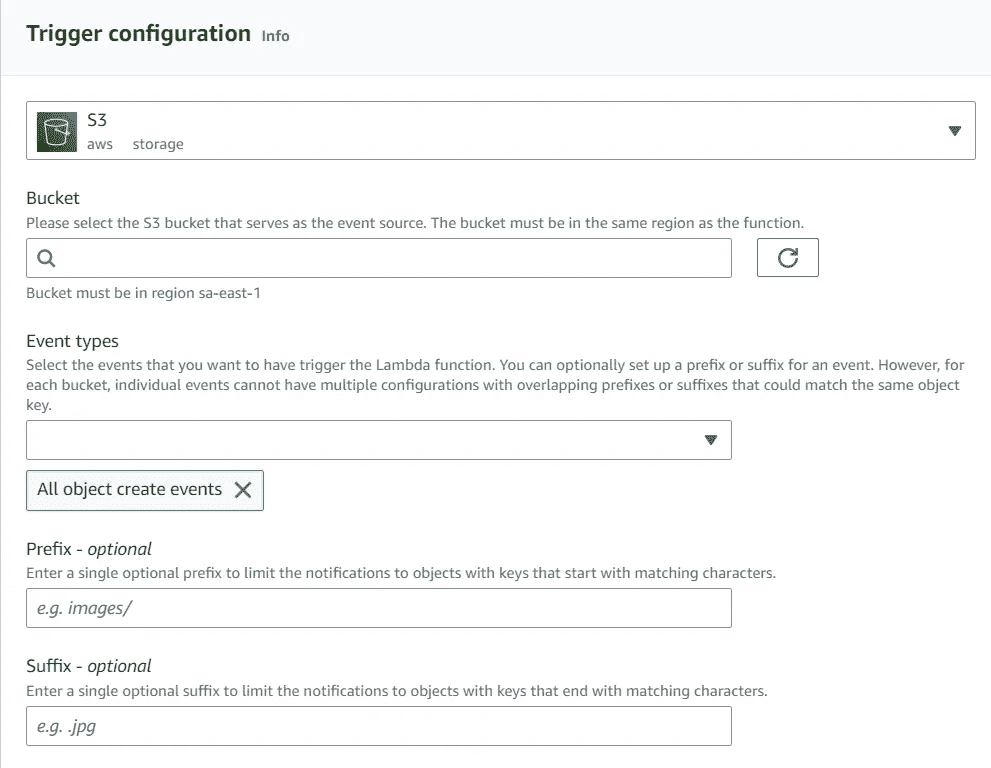 Trigger configuration Info
S3
aws storage
Bucket
Please select the S3 bucket that serves as the event source. The bucket must be in the same region as the function.
Bucket must be in region sa-east-1
Event types
Select the events that you want to have trigger the Lambda function. You can optionally set up a prefix or suffix for an event. However, for
each bucket, individual events cannot have multiple configurations with overlapping prefixes or suffixes that could match the same object
key.
All object create events
Prefix - optional
Enter a single optional prefix to limit the notifications to objects with keys that start with matching characters.
e.g. images/
Suffix - optional
Enter a single optional suffix to limit the notifications to objects with keys that end with matching characters.
e.g. .jpg